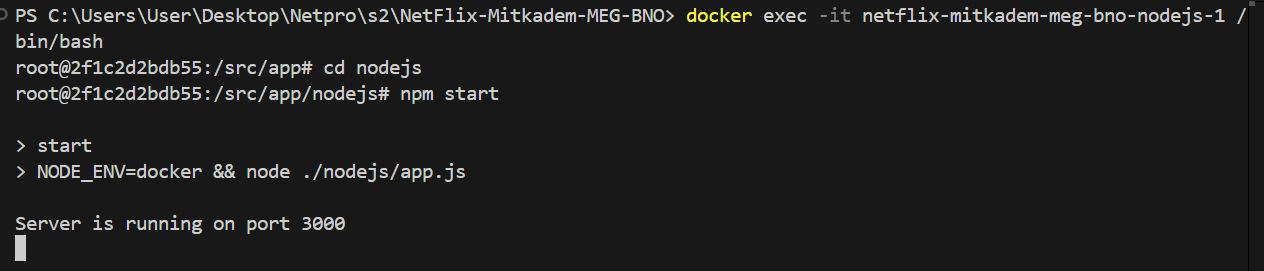 PS C:\Users\User\Desktop\Netpro\s2\NetFlix-Mitkadem-MEG-BNO> docker exec -it netflix-mitkadem-meg-bno-nodejs-1 /
bin/bash
root@2f1c2d2bdb55:/src/app# cd nodejs
root@2f1c2d2bdb55:/src/app/nodejs# npm start
> start
> NODE_ENV=docker && node ./nodejs/app.js
Server is running on port 3000